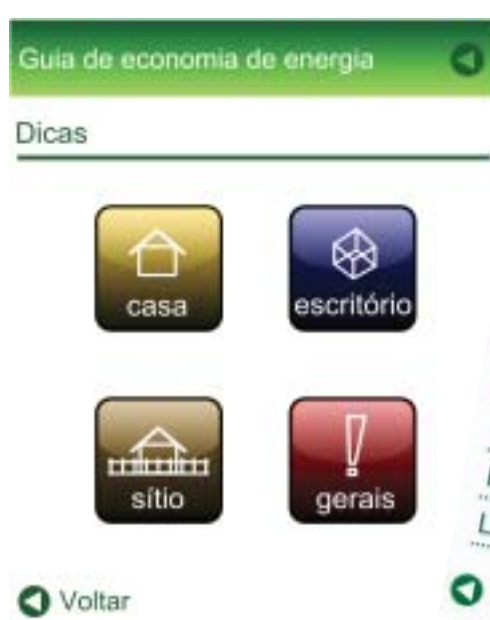 Guia de economia de energia
Dicas
casa
escritório
sítio
gerais
Voltar